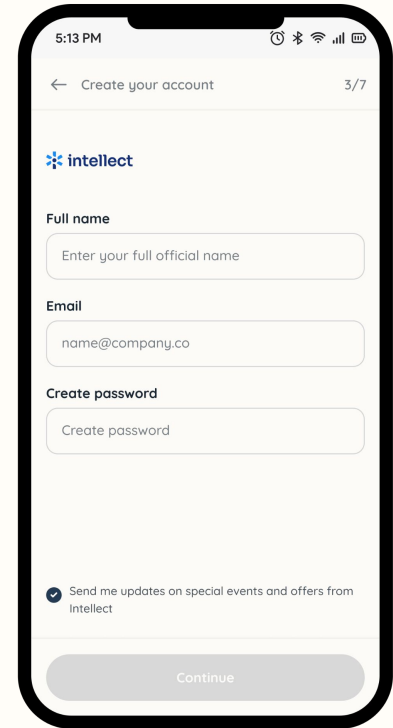 5:13 PM
Create your account 3/7
intellect
Full name
Enter your full official name
Email
name@company.co
Create password
Create password
Send me updates on special events and offers from
Intellect
Continue